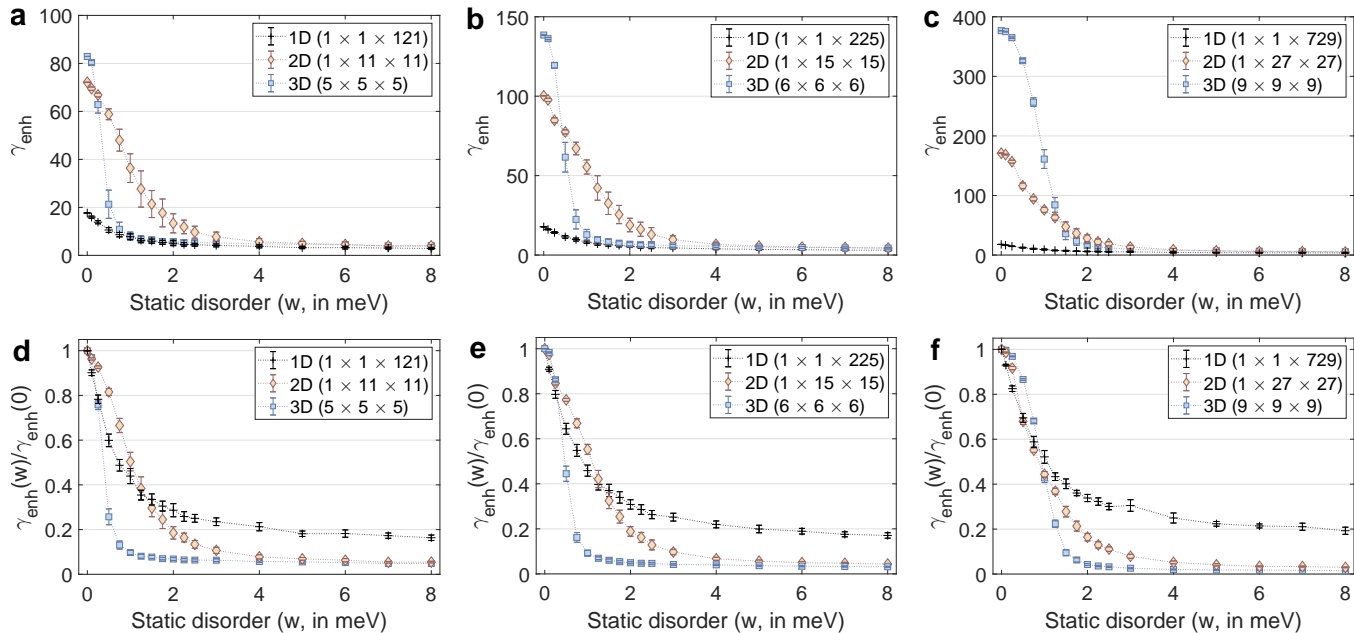 a
100
80
60
40
20
0
γenh
0 2 4 6 8
Static disorder (w, in meV)
1D (1 × 1 × 121)
2D (1 × 11 × 11)
3D (5 × 5 × 5)
b
150
100
50
0
γenh
0 2 4 6 8
Static disorder (w, in meV)
1D (1 × 1 × 225)
2D (1 × 15 × 15)
3D (6 × 6 × 6)
c
400
300
200
100
0
γenh
0 2 4 6 8
Static disorder (w, in meV)
1D (1 × 1 × 729)
2D (1 × 27 × 27)
3D (9 × 9 × 9)
d
1
0.8
0.6
0.4
0.2
0
γenh(w)/γenh(0)
0 2 4 6 8
Static disorder (w, in meV)
1D (1 × 1 × 121)
2D (1 × 11 × 11)
3D (5 × 5 × 5)
e
1
0.8
0.6
0.4
0.2
0
γenh(w)/γenh(0)
0 2 4 6 8
Static disorder (w, in meV)
1D (1 × 1 × 225)
2D (1 × 15 × 15)
3D (6 × 6 × 6)
f
1
0.8
0.6
0.4
0.2
0
γenh(w)/γenh(0)
0 2 4 6 8
Static disorder (w, in meV)
1D (1 × 1 × 729)
2D (1 × 27 × 27)
3D (9 × 9 × 9)